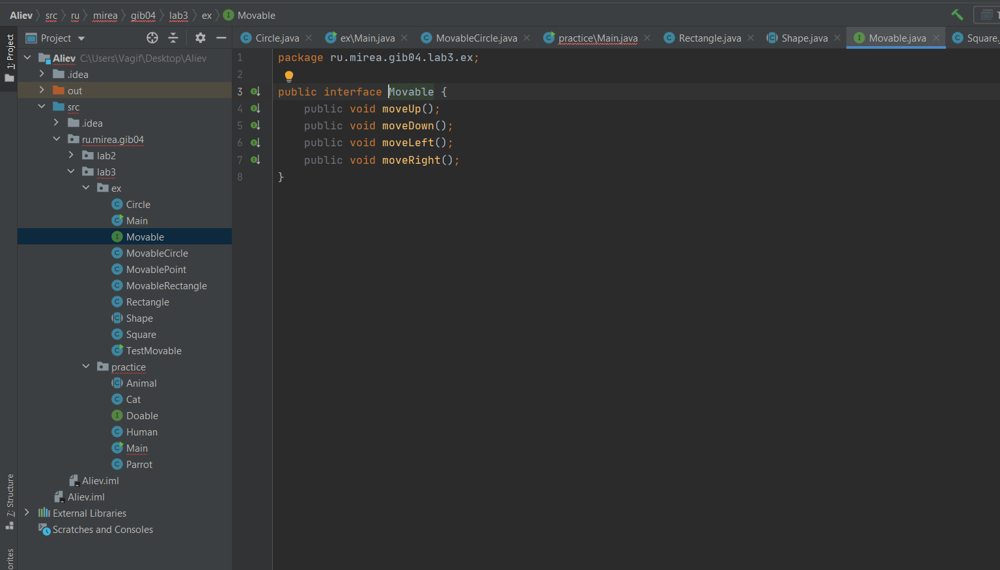 Aliev src ru mirea gib04 lab3 ex I Movable
1: Project
Project
Circle.java ex\Main.java MovableCircle.java practice\Main.java Rectangle.java Shape.java Movable.java Square.
Aliev C:\Users\Vagif\Desktop\Aliev
.idea
out
src
.idea
ru.mirea.gib04
lab2
lab3
ex
Circle
Main
Movable
MovableCircle
MovablePoint
MovableRectangle
Rectangle
Shape
Square
TestMovable
practice
Animal
Cat
Doable
Human
Main
Parrot
Aliev.iml
Aliev.iml
External Libraries
Scratches and Consoles
7: Structure
orites
1 package ru.mirea.gib04.lab3.ex;
2
3 public interface Movable {
4 public void moveUp();
5 public void moveDown();
6 public void moveLeft();
7 public void moveRight();
8 }